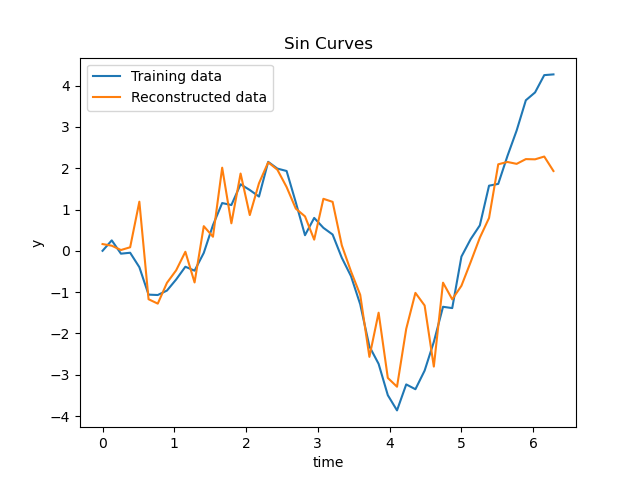 Sin Curves
Training data
Reconstructed data
4
3
2
1
0
−1
−2
−3
−4
y
0 1 2 3 4 5 6
time